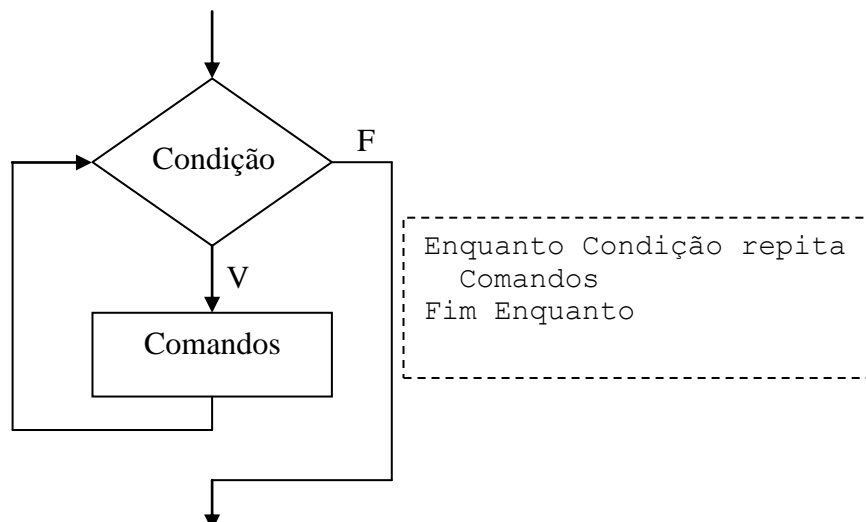 F
Condição
V
Comandos
Enquanto Condição repita
Comandos
Fim Enquanto